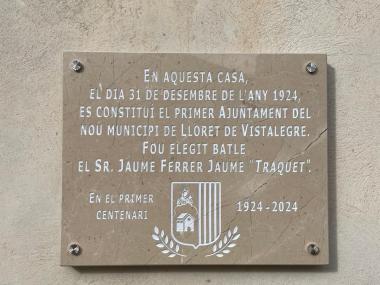 En aquesta casa,
el dia 31 de desembre de l'any 1924,
es constituí el primer Ajuntament del
nou municipi de Lloret de Vistalegre.
Fou elegit batle
el Sr. Jaume Ferrer Jaume "Traquet".
En el primer
centenari
1924-2024